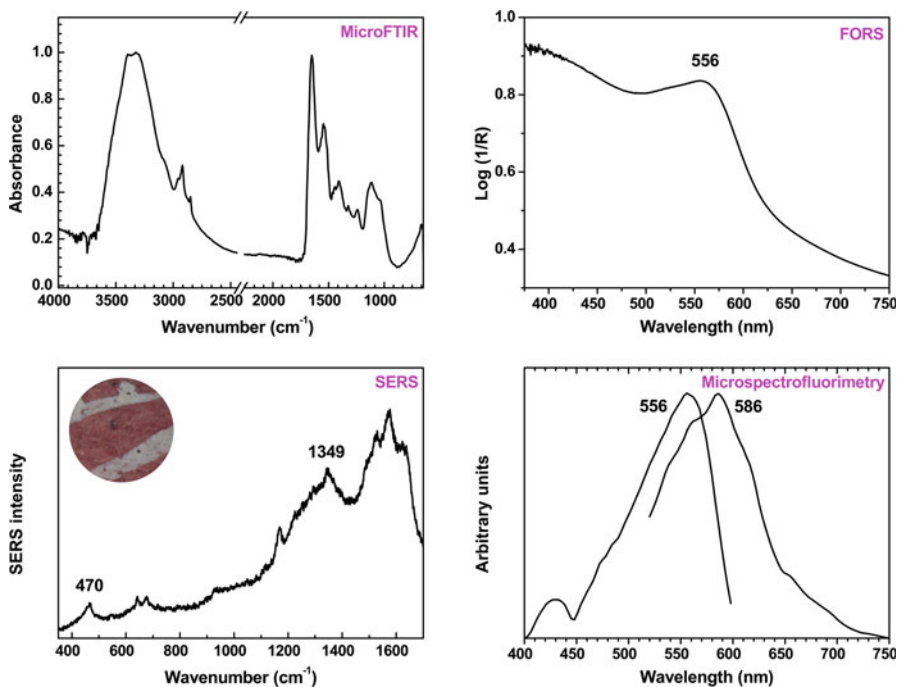 MicroFTIR
Absorbance
1.0
0.8
0.6
0.4
0.2
0.0
4000 3500 3000 2500 2000 1500 1000
Wavenumber (cm-1)
FORS
556
Log (1/R)
1.0
0.8
0.6
0.4
400 450 500 550 600 650 700 750
Wavelength (nm)
SERS
1349
470
SERS intensity
400 600 800 1000 1200 1400 1600
Wavenumber (cm-1)
Microspectrofluorimetry
556 586
Arbitrary units
400 450 500 550 600 650 700 750
Wavelength (nm)